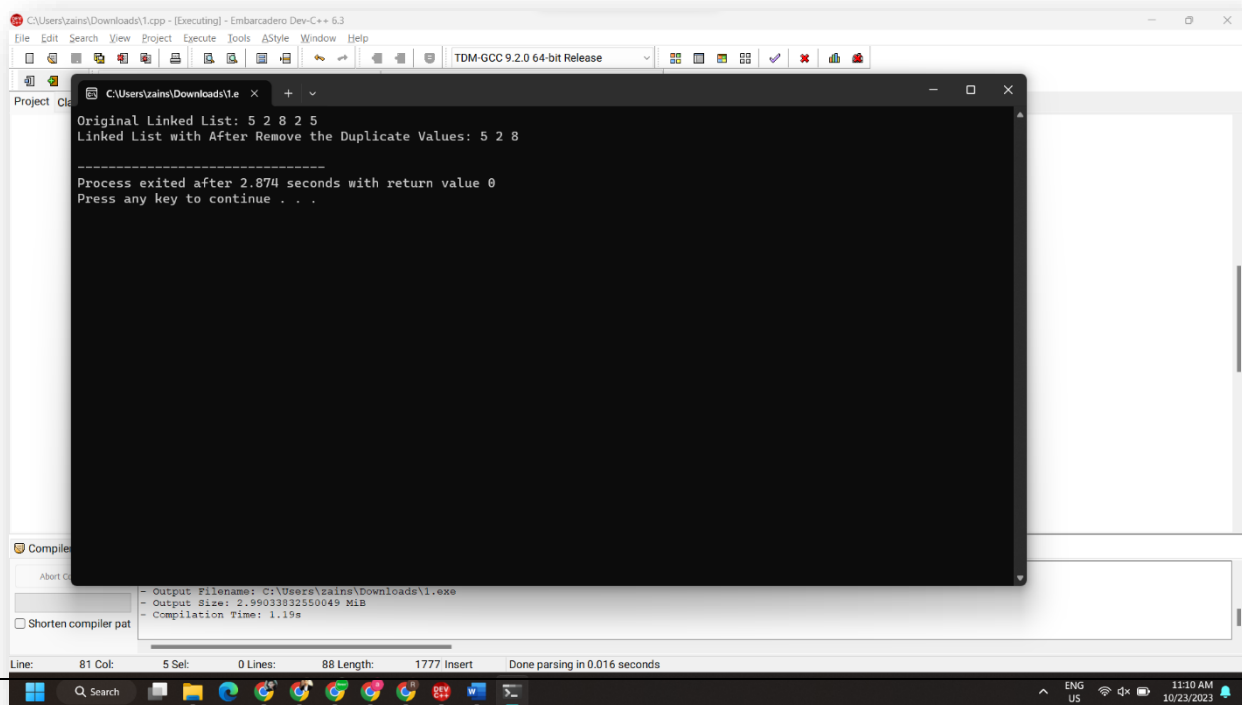 C:\Users\zains\Downloads\1.cpp - [Executing] - Embarcadero Dev-C++ 6.3
File Edit Search View Project Execute Tools AStyle Window Help
TDM-GCC 9.2.0 64-bit Release
Project Cla
C:\Users\zains\Downloads\1.e
Original Linked List: 5 2 8 2 5
Linked List with After Remove the Duplicate Values: 5 2 8
--------------------------------
Process exited after 2.874 seconds with return value 0
Press any key to continue . . .
Compiler
Abort Co
- Output Filename: C:\Users\zains\Downloads\1.exe
- Output Size: 2.99033832550049 MiB
- Compilation Time: 1.19s
Shorten compiler pat
Line: 81 Col: 5 Sel: 0 Lines: 88 Length: 1777 Insert Done parsing in 0.016 seconds
Search
DEV C++
W
ENG
US
11:10 AM
10/23/2023